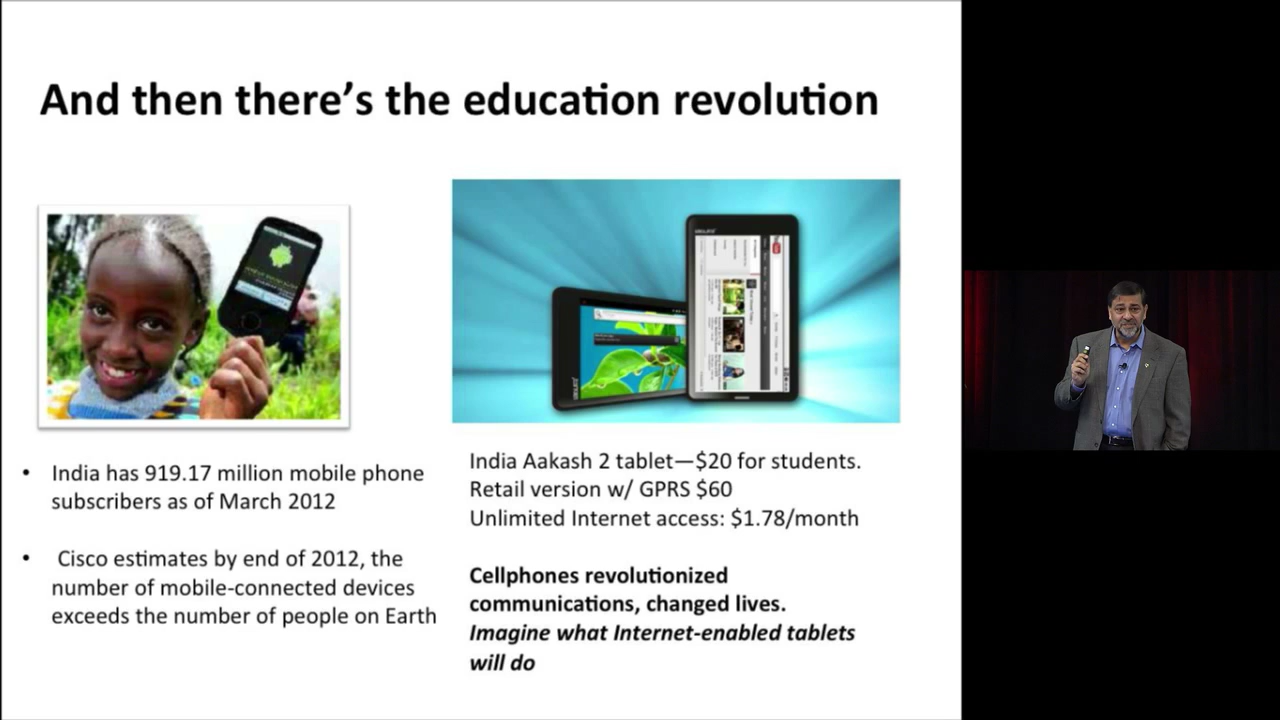 And then there's the education revolution
• India has 919.17 million mobile phone
subscribers as of March 2012
• Cisco estimates by end of 2012, the
number of mobile-connected devices
exceeds the number of people on Earth
India Aakash 2 tablet—$20 for students.
Retail version w/ GPRS $60
Unlimited Internet access: $1.78/month
Cellphones revolutionized
communications, changed lives.
Imagine what Internet-enabled tablets
will do